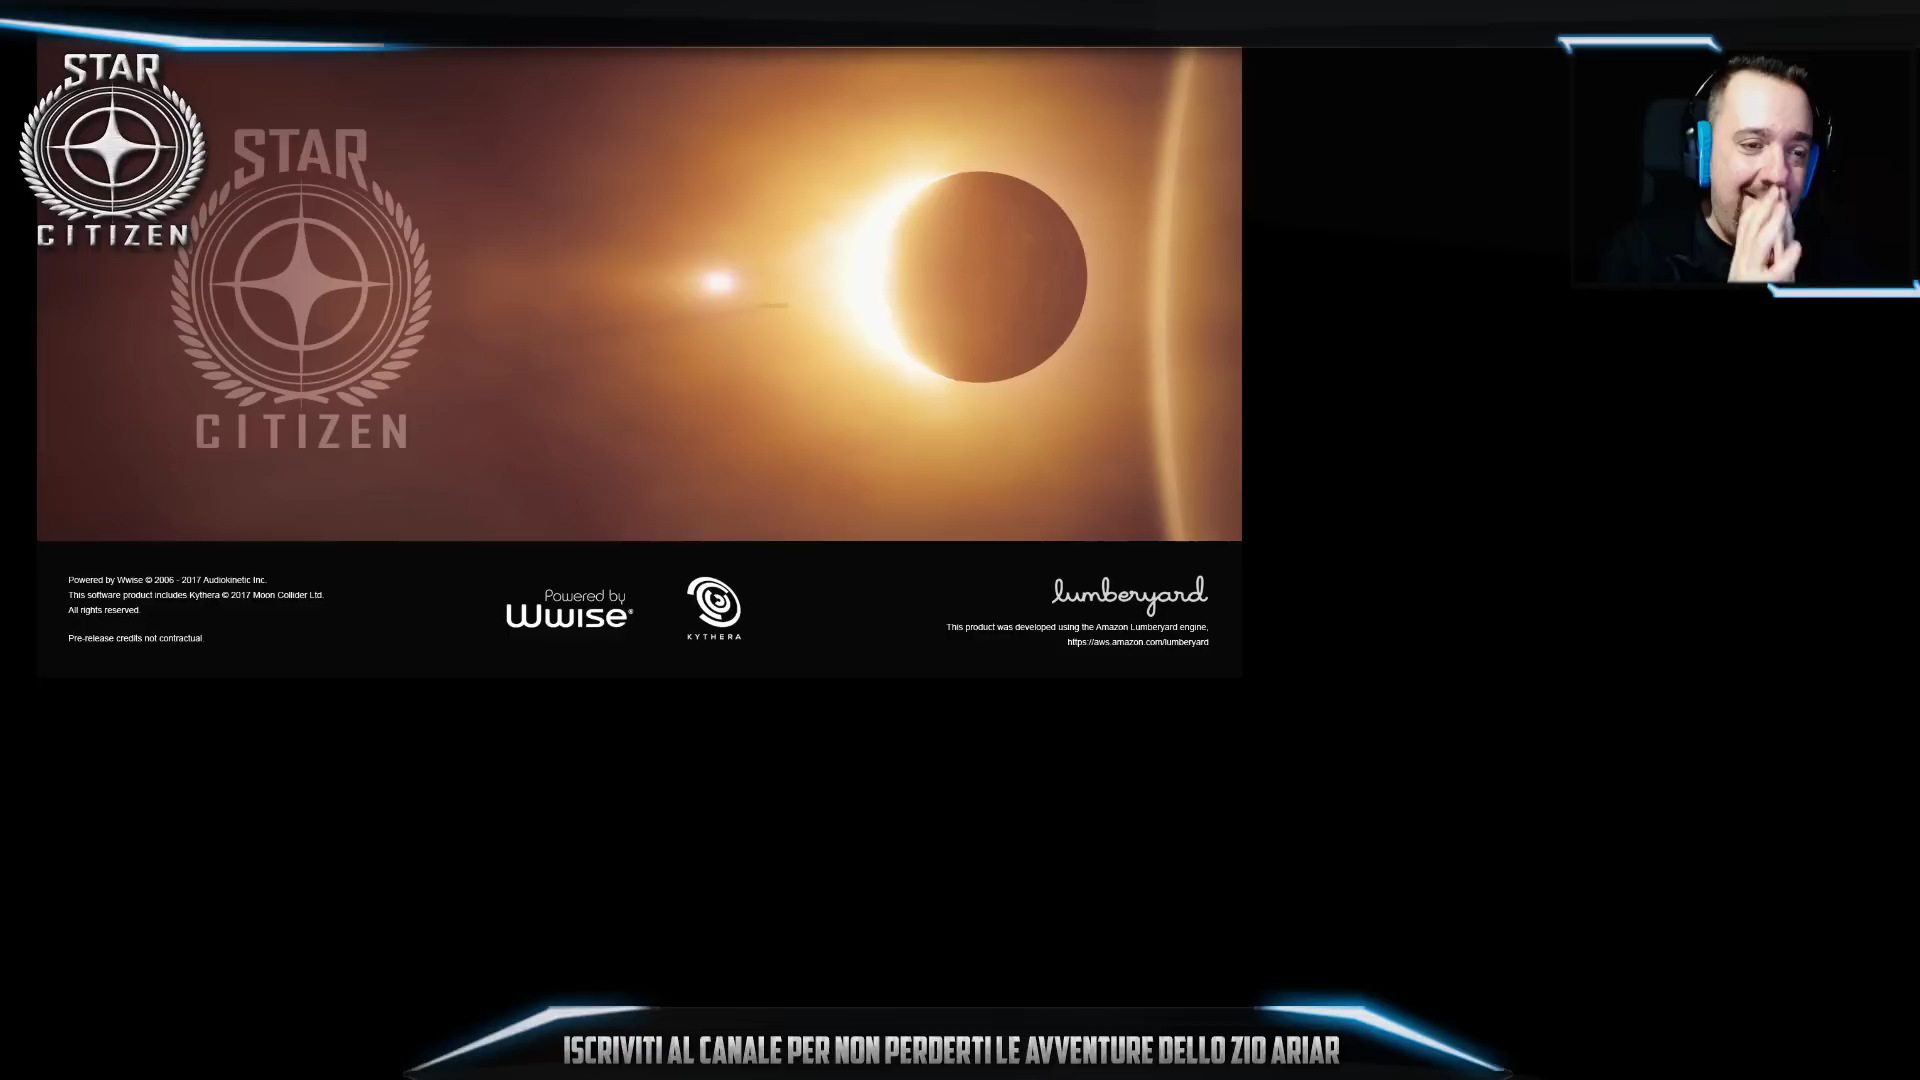 STAR
CITIZEN
STAR
CITIZEN
Powered by Wwise © 2006 - 2017 Audiokinetic Inc.
This software product includes Kythera © 2017 Moon Collider Ltd.
All rights reserved.
Pre-release credits not contractual.
Powered by
Wwise®
KYTHERA
lumberyard
This product was developed using the Amazon Lumberyard engine,
https://aws.amazon.com/lumberyard
ISCRIVITI AL CANALE PER NON PERDERTI LE AVVENTURE DELLO ZIO ARIAR